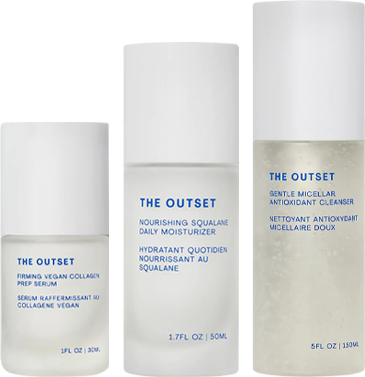 THE OUTSET
FIRMING VEGAN COLLAGEN
PREP SERUM
SÉRUM RAFFERMISSANT AU
COLLAGÈNE VEGAN
1FL OZ | 30ML
THE OUTSET
NOURISHING SQUALANE
DAILY MOISTURIZER
HYDRATANT QUOTIDIEN
NOURRISSANT AU
SQUALANE
1.7FL OZ | 50ML
THE OUTSET
GENTLE MICELLAR
ANTIOXIDANT CLEANSER
NETTOYANT ANTIOXYDANT
MICELLAIRE DOUX
5FL OZ | 150ML